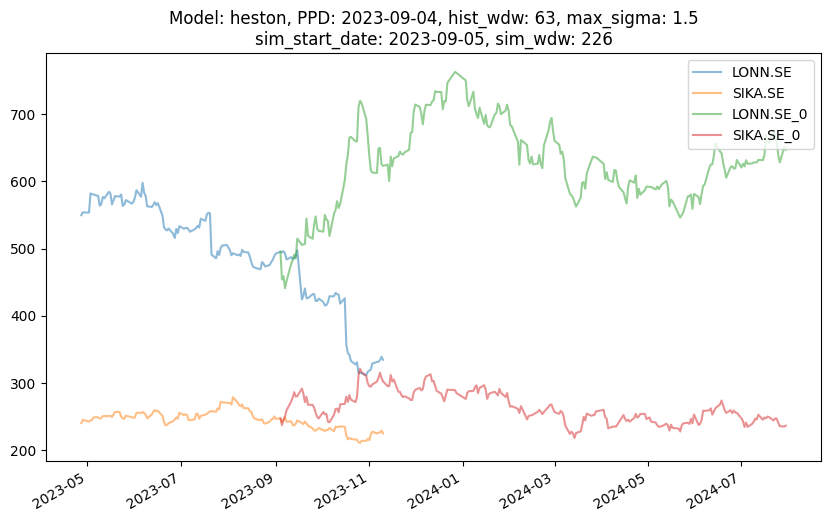 Model: heston, PPD: 2023-09-04, hist_wdw: 63, max_sigma: 1.5
sim_start_date: 2023-09-05, sim_wdw: 226
LONN.SE
SIKA.SE
LONN.SE_0
SIKA.SE_0
700
600
500
400
300
200
2023-05
2023-07
2023-09
2023-11
2024-01
2024-03
2024-05
2024-07